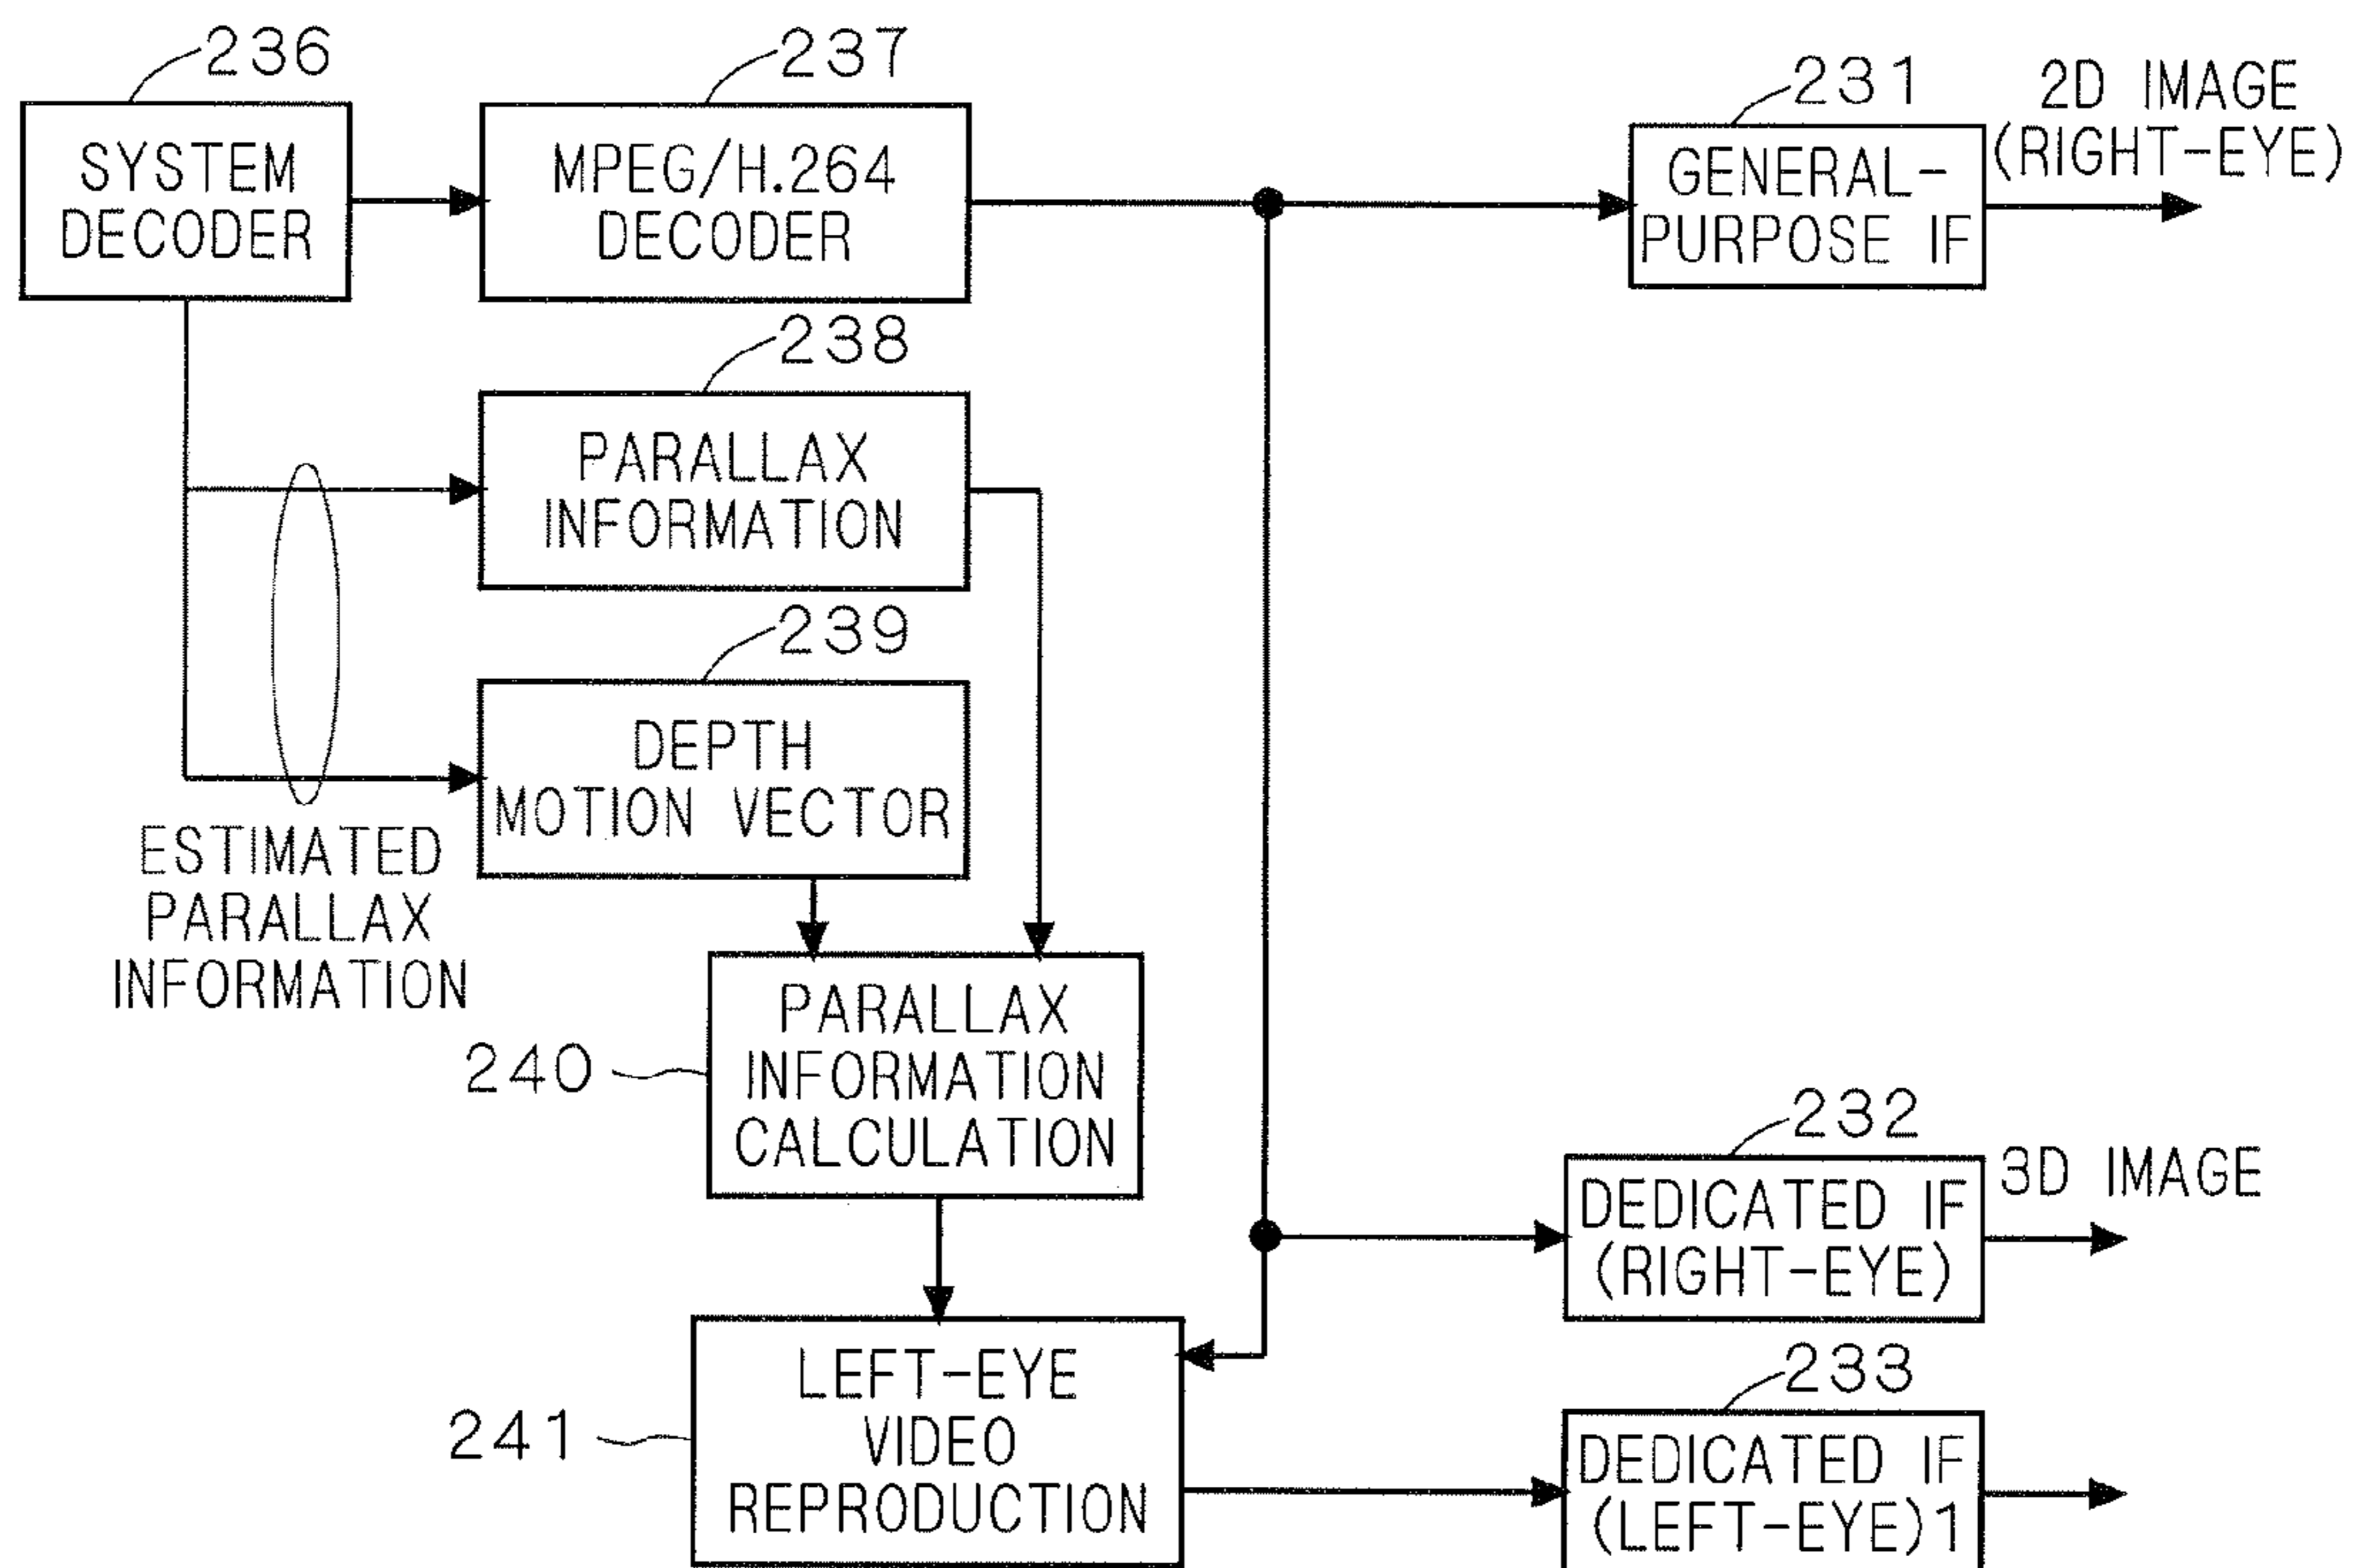 236
SYSTEM
DECODER
237
MPEG/H.264
DECODER
231
GENERAL-
PURPOSE IF
2D IMAGE
(RIGHT-EYE)
238
PARALLAX
INFORMATION
239
DEPTH
MOTION VECTOR
ESTIMATED
PARALLAX
INFORMATION
240
PARALLAX
INFORMATION
CALCULATION
232
DEDICATED IF
(RIGHT-EYE)
3D IMAGE
241
LEFT-EYE
VIDEO
REPRODUCTION
233
DEDICATED IF
(LEFT-EYE)1